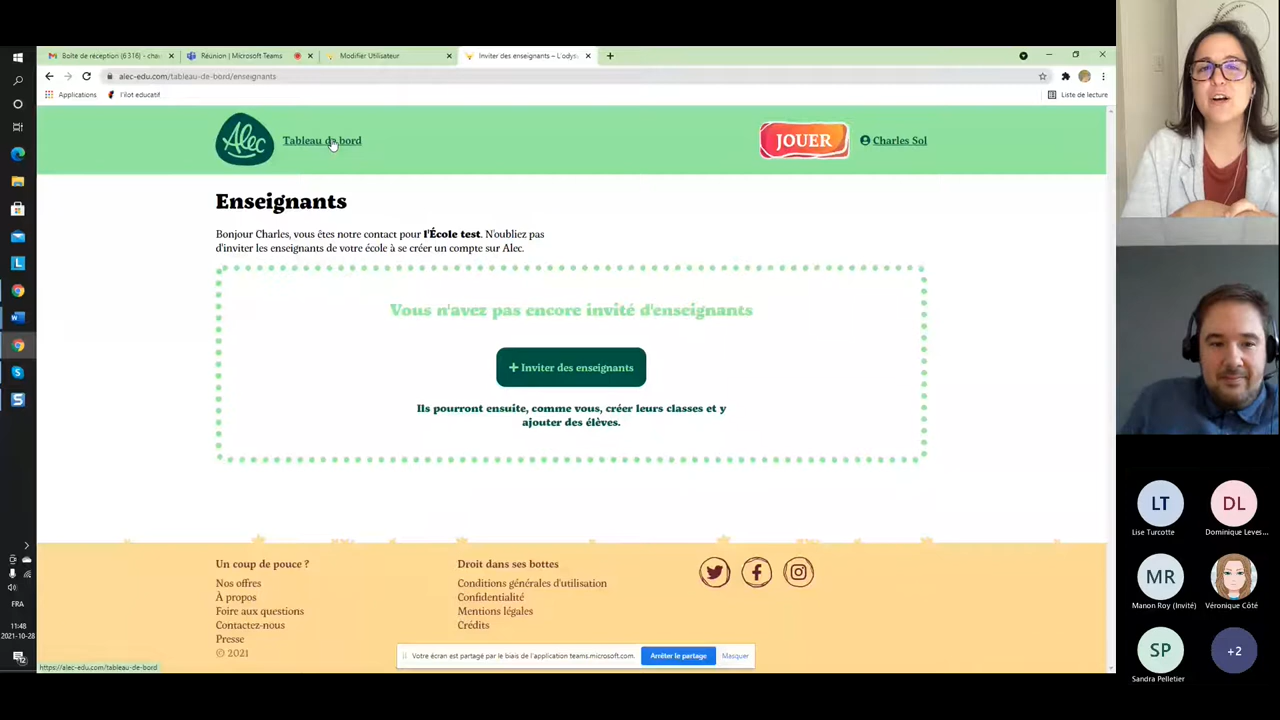 Boîte de réception (6 316) - cha
Réunion | Microsoft Teams
Modifier Utilisateur
Inviter des enseignants – L'odys
alec-edu.com/tableau-de-bord/enseignants
Applications
l'ilot educatif
Liste de lecture
Alec
Tableau de bord
JOUER
Charles Sol
Enseignants
Bonjour Charles, vous êtes notre contact pour l'École test. N'oubliez pas
d'inviter les enseignants de votre école à se créer un compte sur Alec.
Vous n'avez pas encore invité d'enseignants
+ Inviter des enseignants
Ils pourront ensuite, comme vous, créer leurs classes et y
ajouter des élèves.
Un coup de pouce ?
Nos offres
À propos
Foire aux questions
Contactez-nous
Presse
© 2021
Droit dans ses bottes
Conditions générales d'utilisation
Confidentialité
Mentions légales
Crédits
Votre écran est partagé par le biais de l'application teams.microsoft.com.
Arrêter le partage
Masquer
https://alec-edu.com/tableau-de-bord
FRA
11:48
2021-10-28
LT
Lise Turcotte
DL
Dominique Leves...
MR
Manon Roy (Invité)
Véronique Côté
SP
Sandra Pelletier
+2